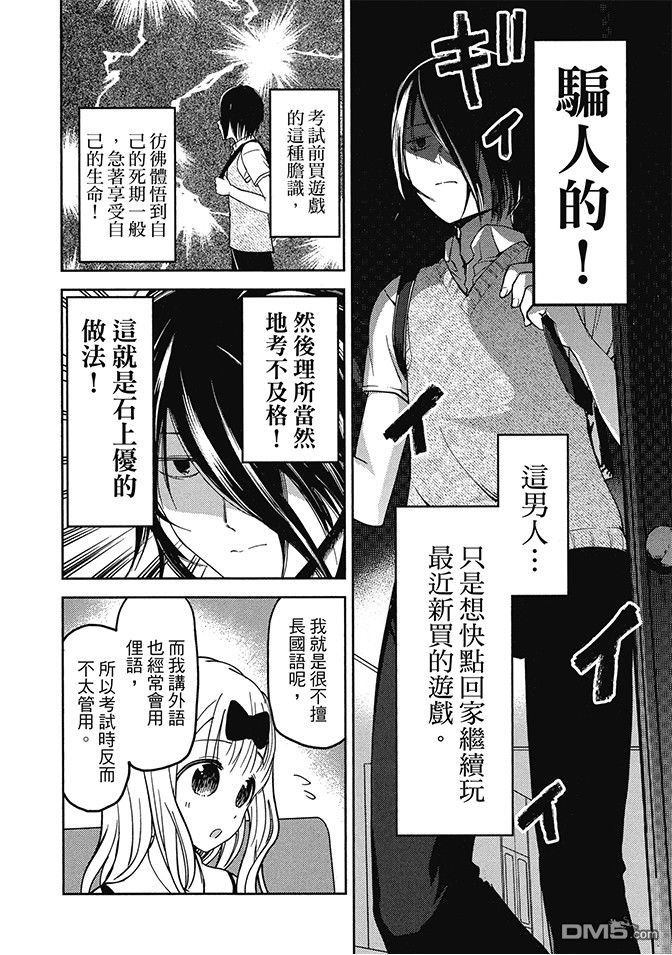 騙人的！
ギィィィィ
這男人…
只是想快點回家繼續玩
最近新買的遊戲。
考試前買遊戲
的這種膽識，
彷彿體悟到自
己的死期一般
，急著享受自
己的生命！
然後理所當然
地考不及格！
這就是石上優的
做法！
我就是很不擅
長國語呢，
而我講外語
也經常會用
俚語，
所以考試時反而
不太管用。
DM5.com